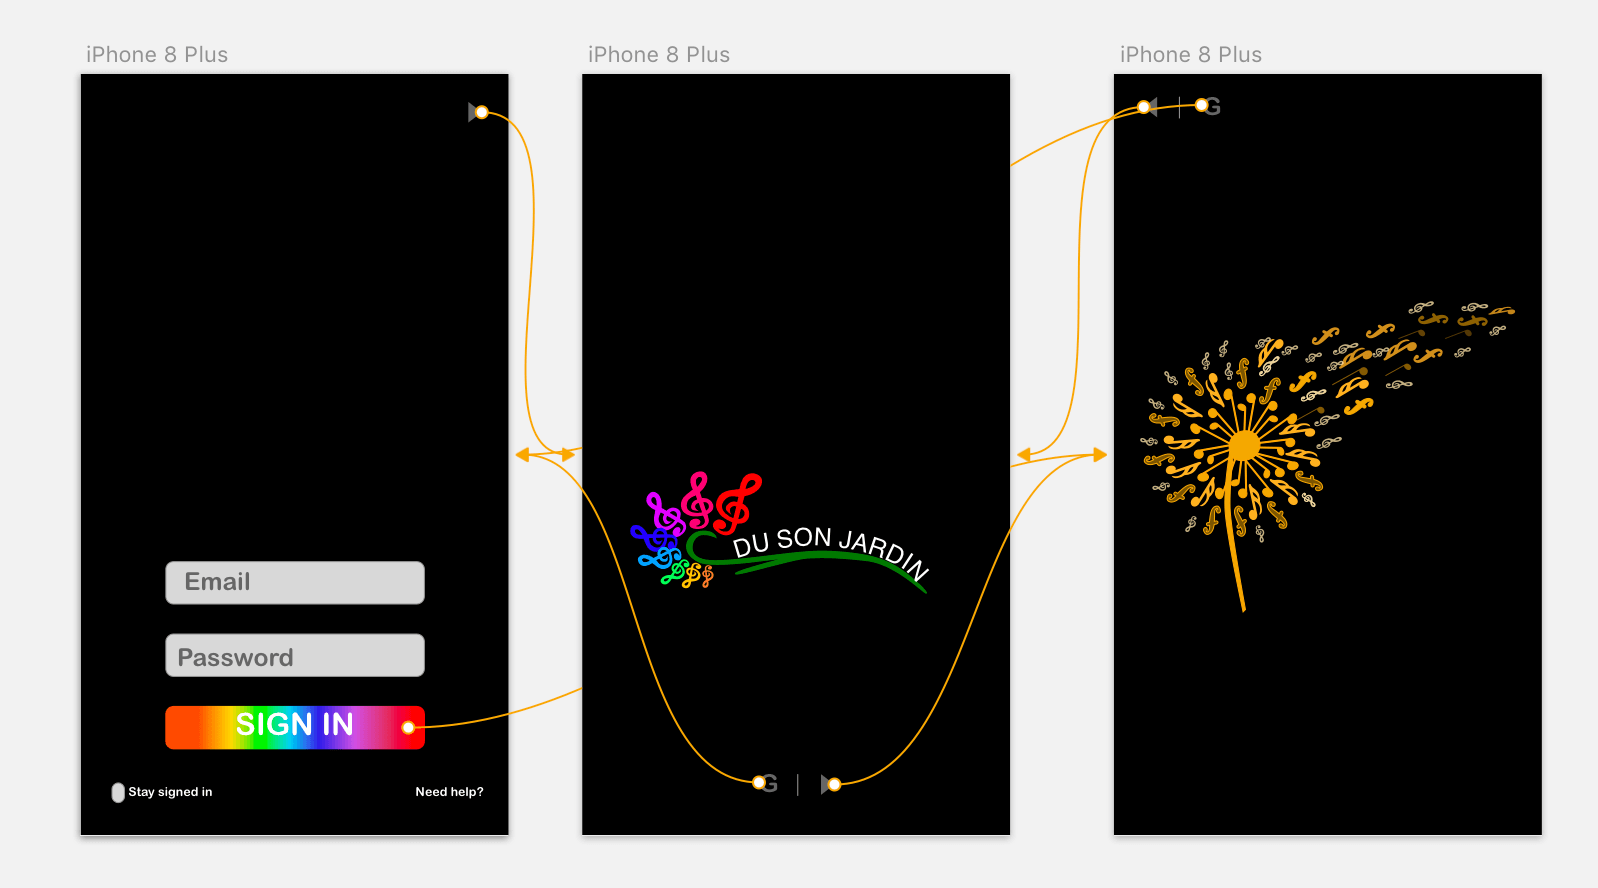 iPhone 8 Plus
iPhone 8 Plus
iPhone 8 Plus
G
DU SON JARDIN
Email
Password
SIGN IN
Stay signed in
Need help?
G